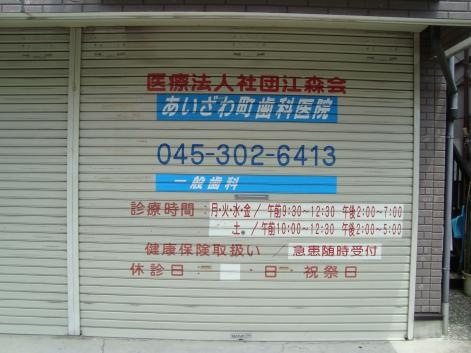 医療法人社団江森会
あいざわ町歯科医院
045-302-6413
一般歯科
診療時間：月・火・水・金／午前9:30~12:30 午後2:00~7:00
土・／午前10:00~12:30 午後2:00~5:00
健康保険取扱い／急患随時受付
休診日：・日・祝祭日